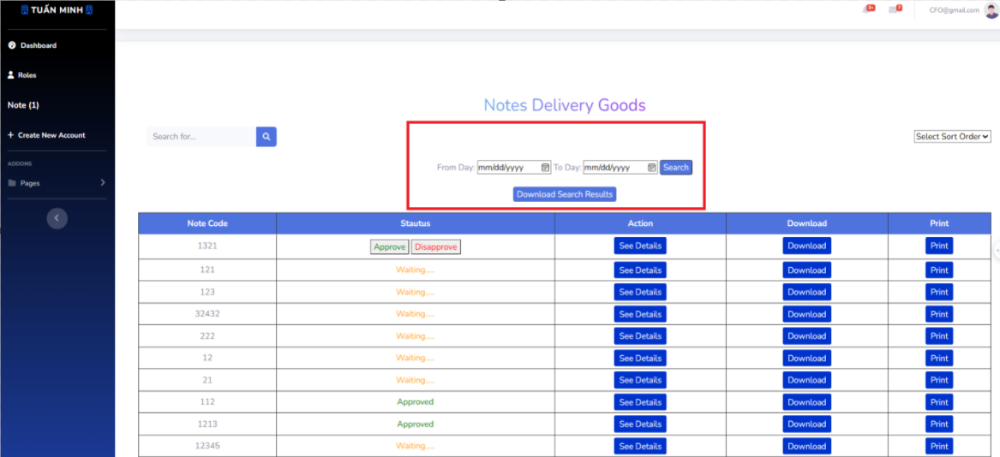 TUẤN MINH
3+
7
CFO@gmail.com
Dashboard
Roles
Note (1)
Create New Account
ADDONS
Pages
Notes Delivery Goods
Search for...
Select Sort Order
From Day: mm/dd/yyyy To Day: mm/dd/yyyy Search
Download Search Results
Note Code Stautus Action Download Print
1321 Approve Disapprove See Details Download Print
121 Waiting..... See Details Download Print
123 Waiting..... See Details Download Print
32432 Waiting..... See Details Download Print
222 Waiting..... See Details Download Print
12 Waiting..... See Details Download Print
21 Waiting..... See Details Download Print
112 Approved See Details Download Print
1213 Approved See Details Download Print
12345 Waiting..... See Details Download Print